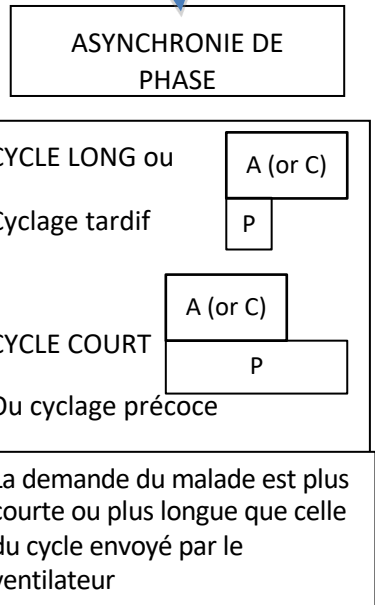 ASYNCHRONIE DE
PHASE
CYCLE LONG ou
A (or C)
Cyclage tardif
P
A (or C)
CYCLE COURT
P
Ou cyclage précoce
La demande du malade est plus
courte ou plus longue que celle
du cycle envoyé par le
ventilateur